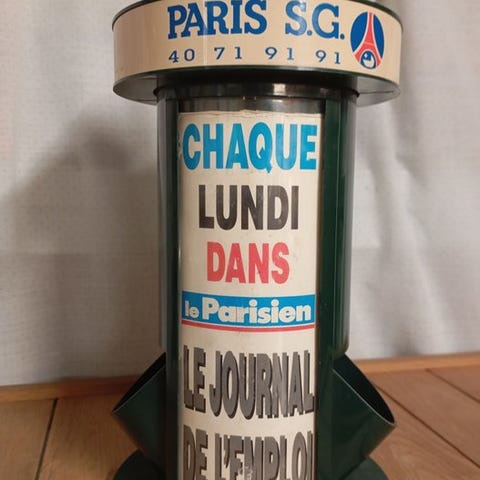 PARIS S.G.
40 71 91 91
CHAQUE
LUNDI
DANS
le Parisien
LE JOURNAL
DE L'EMPLOI